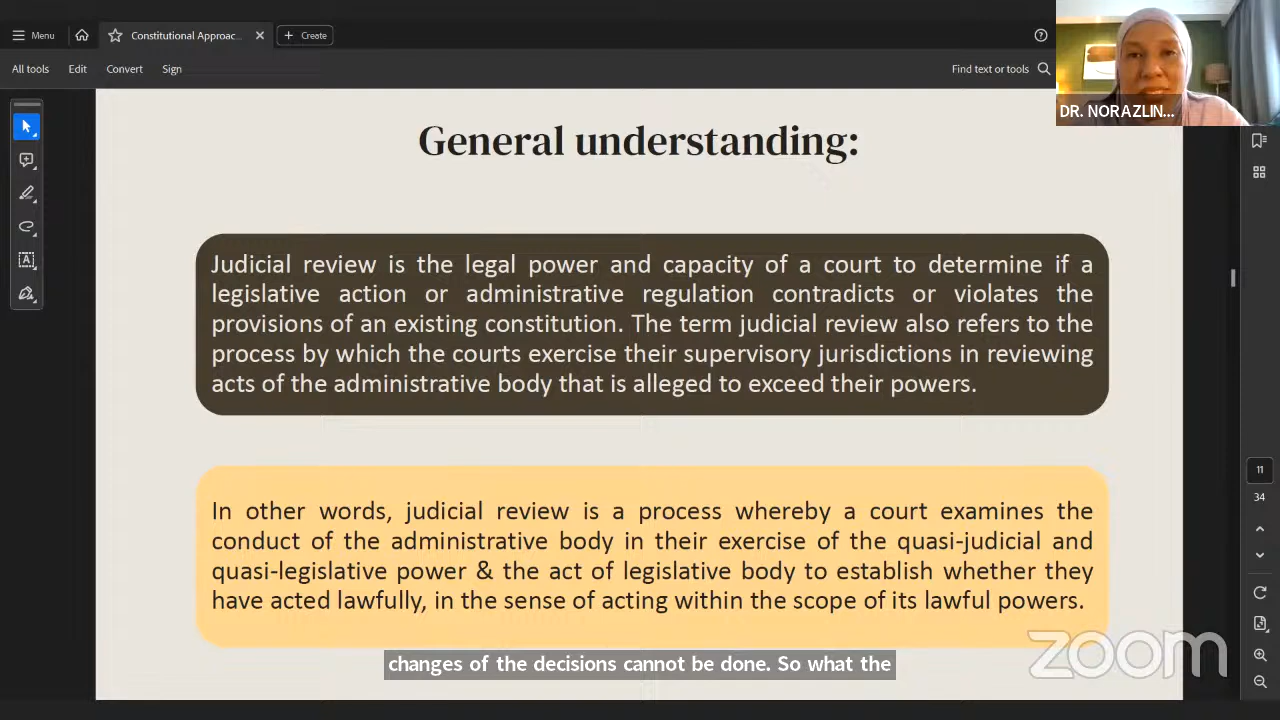 Menu
Constitutional Approac...
Create
All tools
Edit
Convert
Sign
Find text or tools
DR. NORAZLIN...
General understanding:
Judicial review is the legal power and capacity of a court to determine if a
legislative action or administrative regulation contradicts or violates the
provisions of an existing constitution. The term judicial review also refers to the
process by which the courts exercise their supervisory jurisdictions in reviewing
acts of the administrative body that is alleged to exceed their powers.
In other words, judicial review is a process whereby a court examines the
conduct of the administrative body in their exercise of the quasi-judicial and
quasi-legislative power & the act of legislative body to establish whether they
have acted lawfully, in the sense of acting within the scope of its lawful powers.
11
34
zoom
changes of the decisions cannot be done. So what the